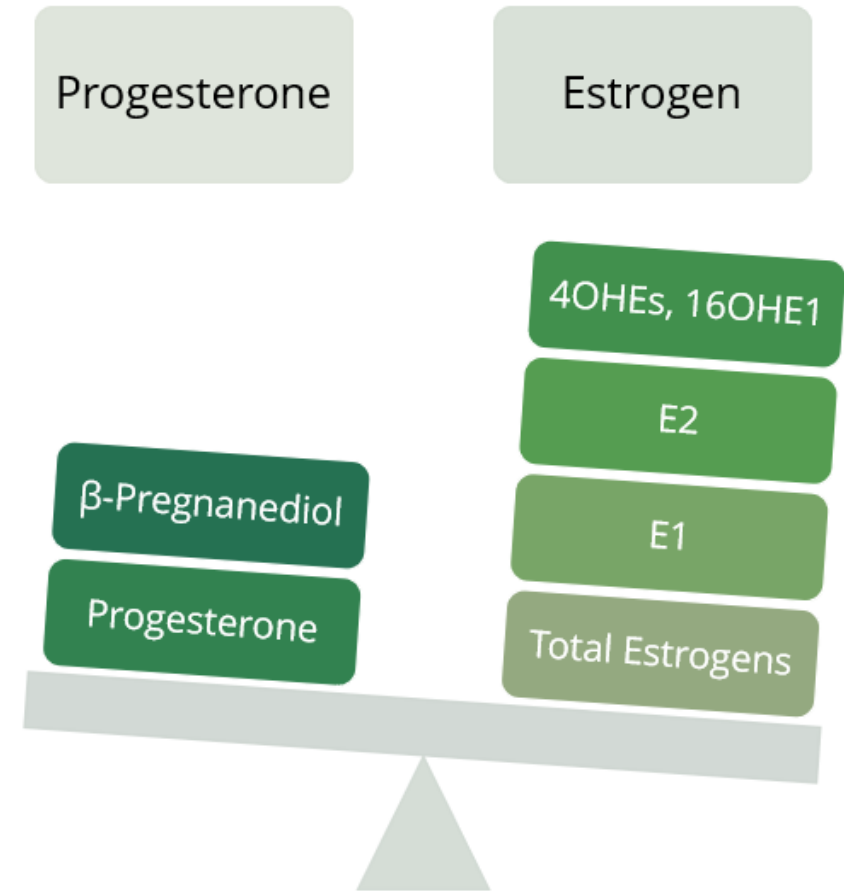 Progesterone
Estrogen
β-Pregnanediol
Progesterone
4OHEs, 16OHE1
E2
E1
Total Estrogens